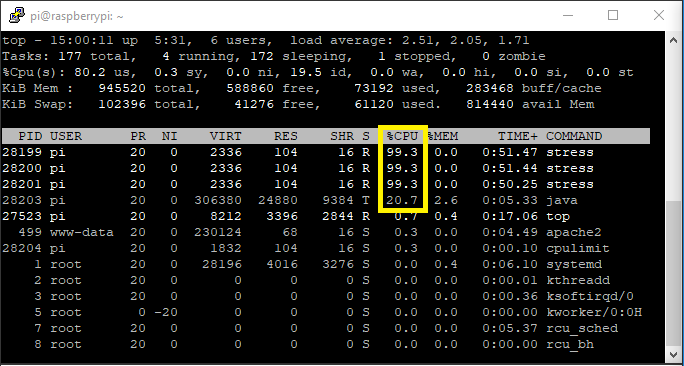 pi@raspberrypi: ~
top - 15:00:11 up  5:31,  6 users,  load average: 2.51, 2.05, 1.71
Tasks: 177 total,   4 running, 172 sleeping,   1 stopped,   0 zombie
%Cpu(s): 80.2 us,  0.3 sy,  0.0 ni, 19.5 id,  0.0 wa,  0.0 hi,  0.0 si,  0.0 st
KiB Mem :   945520 total,   588860 free,    73192 used,   283468 buff/cache
KiB Swap:   102396 total,    41276 free,    61120 used.   814440 avail Mem
PID USER      PR  NI    VIRT    RES    SHR S  %CPU %MEM     TIME+ COMMAND
28199 pi        20   0    2336    104     16 R  99.3  0.0   0:51.47 stress
28200 pi        20   0    2336    104     16 R  99.3  0.0   0:51.44 stress
28201 pi        20   0    2336    104     16 R  99.3  0.0   0:50.25 stress
28203 pi        20   0  306380  24880   9384 T  20.7  2.6   0:05.33 java
27523 pi        20   0    8212   3396   2844 R   0.7  0.4   0:17.06 top
499 www-data  20   0  230124     68     16 S   0.3  0.0   0:04.49 apache2
28204 pi        20   0    1832    104     16 S   0.3  0.0   0:00.10 cpulimit
1 root      20   0   28196   4016   3276 S   0.0  0.4   0:06.10 systemd
2 root      20   0       0      0      0 S   0.0  0.0   0:00.01 kthreadd
3 root      20   0       0      0      0 S   0.0  0.0   0:00.36 ksoftirqd/0
5 root       0 -20       0      0      0 S   0.0  0.0   0:00.00 kworker/0:0H
7 root      20   0       0      0      0 S   0.0  0.0   0:05.37 rcu_sched
8 root      20   0       0      0      0 S   0.0  0.0   0:00.00 rcu_bh